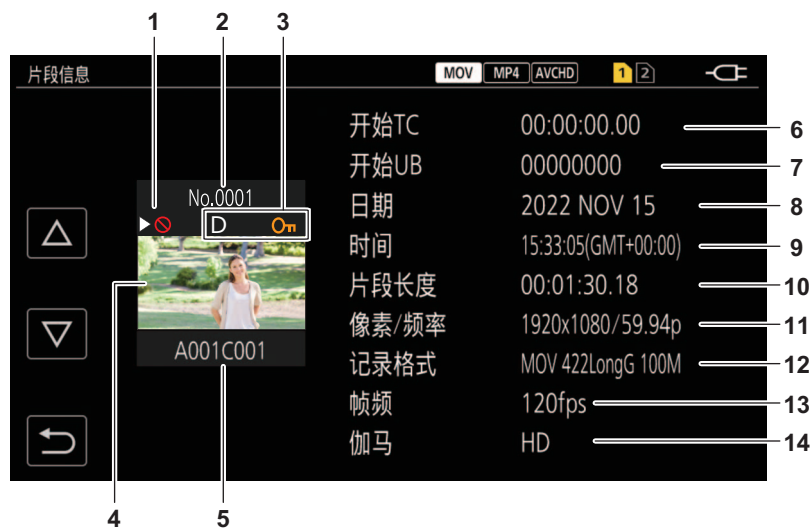 1 2 3
片段信息 MOV MP4 AVCHD 1 2
开始TC 00:00:00.00 6
开始UB 00000000 7
No.0001
日期 2022 NOV 15 8
D
时间 15:33:05(GMT+00:00) 9
片段长度 00:01:30.18 10
像素/频率 1920x1080/59.94p 11
A001C001
记录格式 MOV 422LongG 100M 12
帧频 120fps 13
伽马 HD 14
4 5